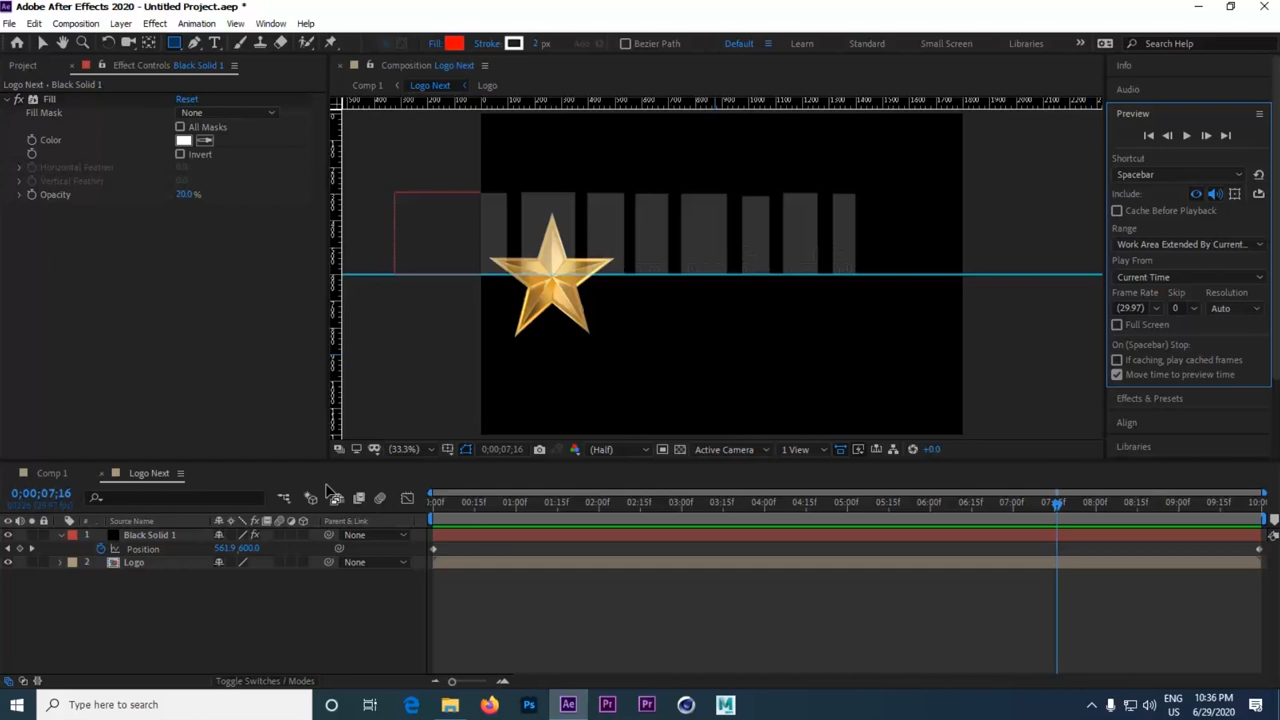 Adobe After Effects 2020 - Untitled Project.aep *
File Edit Composition Layer Effect Animation View Window Help
Fill: Stroke: 2 px Add: Bezier Path Default Learn Standard Small Screen Libraries Search Help
Project Effect Controls Black Solid 1 Composition Logo Next Info
Logo Next • Black Solid 1 Comp 1 Logo Next Logo
Audio
Fill Reset
Fill Mask None
All Masks
Color
Invert
Horizontal Feather 0.0
Vertical Feather 0.0
Opacity 20.0 %
Preview
Shortcut
Spacebar
Include:
Cache Before Playback
Range
Work Area Extended By Current...
Play From
Current Time
Frame Rate Skip Resolution
(29.97) 0 Auto
Full Screen
On (Spacebar) Stop:
If caching, play cached frames
Move time to preview time
Effects & Presets
Align
Libraries
(33.3%) 0;00;07;16 (Half) Active Camera 1 View +0.0
Comp 1 Logo Next
0;00;07;16
:00f 00:15f 01:00f 01:15f 02:00f 02:15f 03:00f 03:15f 04:00f 04:15f 05:00f 05:15f 06:00f 06:15f 07:00f 08:00f 08:15f 09:00f 09:15f 10:0
# Source Name Parent & Link
1 Black Solid 1 None
Position 561.9,600.0
2 Logo None
Toggle Switches / Modes
Type here to search
ENG 10:36 PM
US 6/29/2020